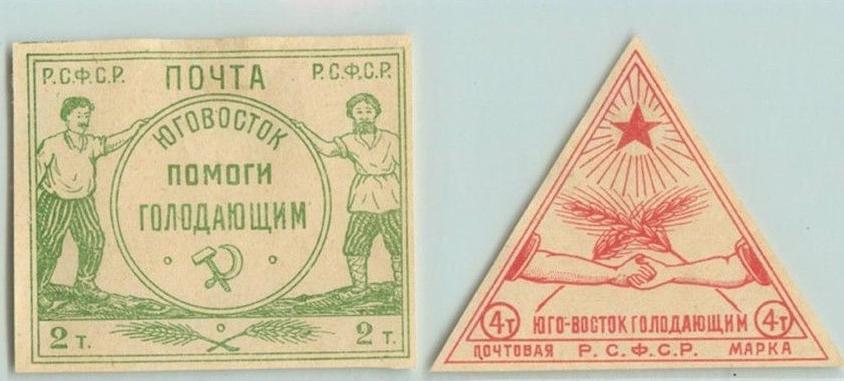 Р.С.Ф.С.Р. ПОЧТА Р.С.Ф.С.Р.
ЮГОВОСТОК
ПОМОГИ
ГОЛОДАЮЩИМ
2 т. 2 т.
4т ЮГО-ВОСТОК ГОЛОДАЮЩИМ 4т
ПОЧТОВАЯ Р.С.Ф.С.Р. МАРКА